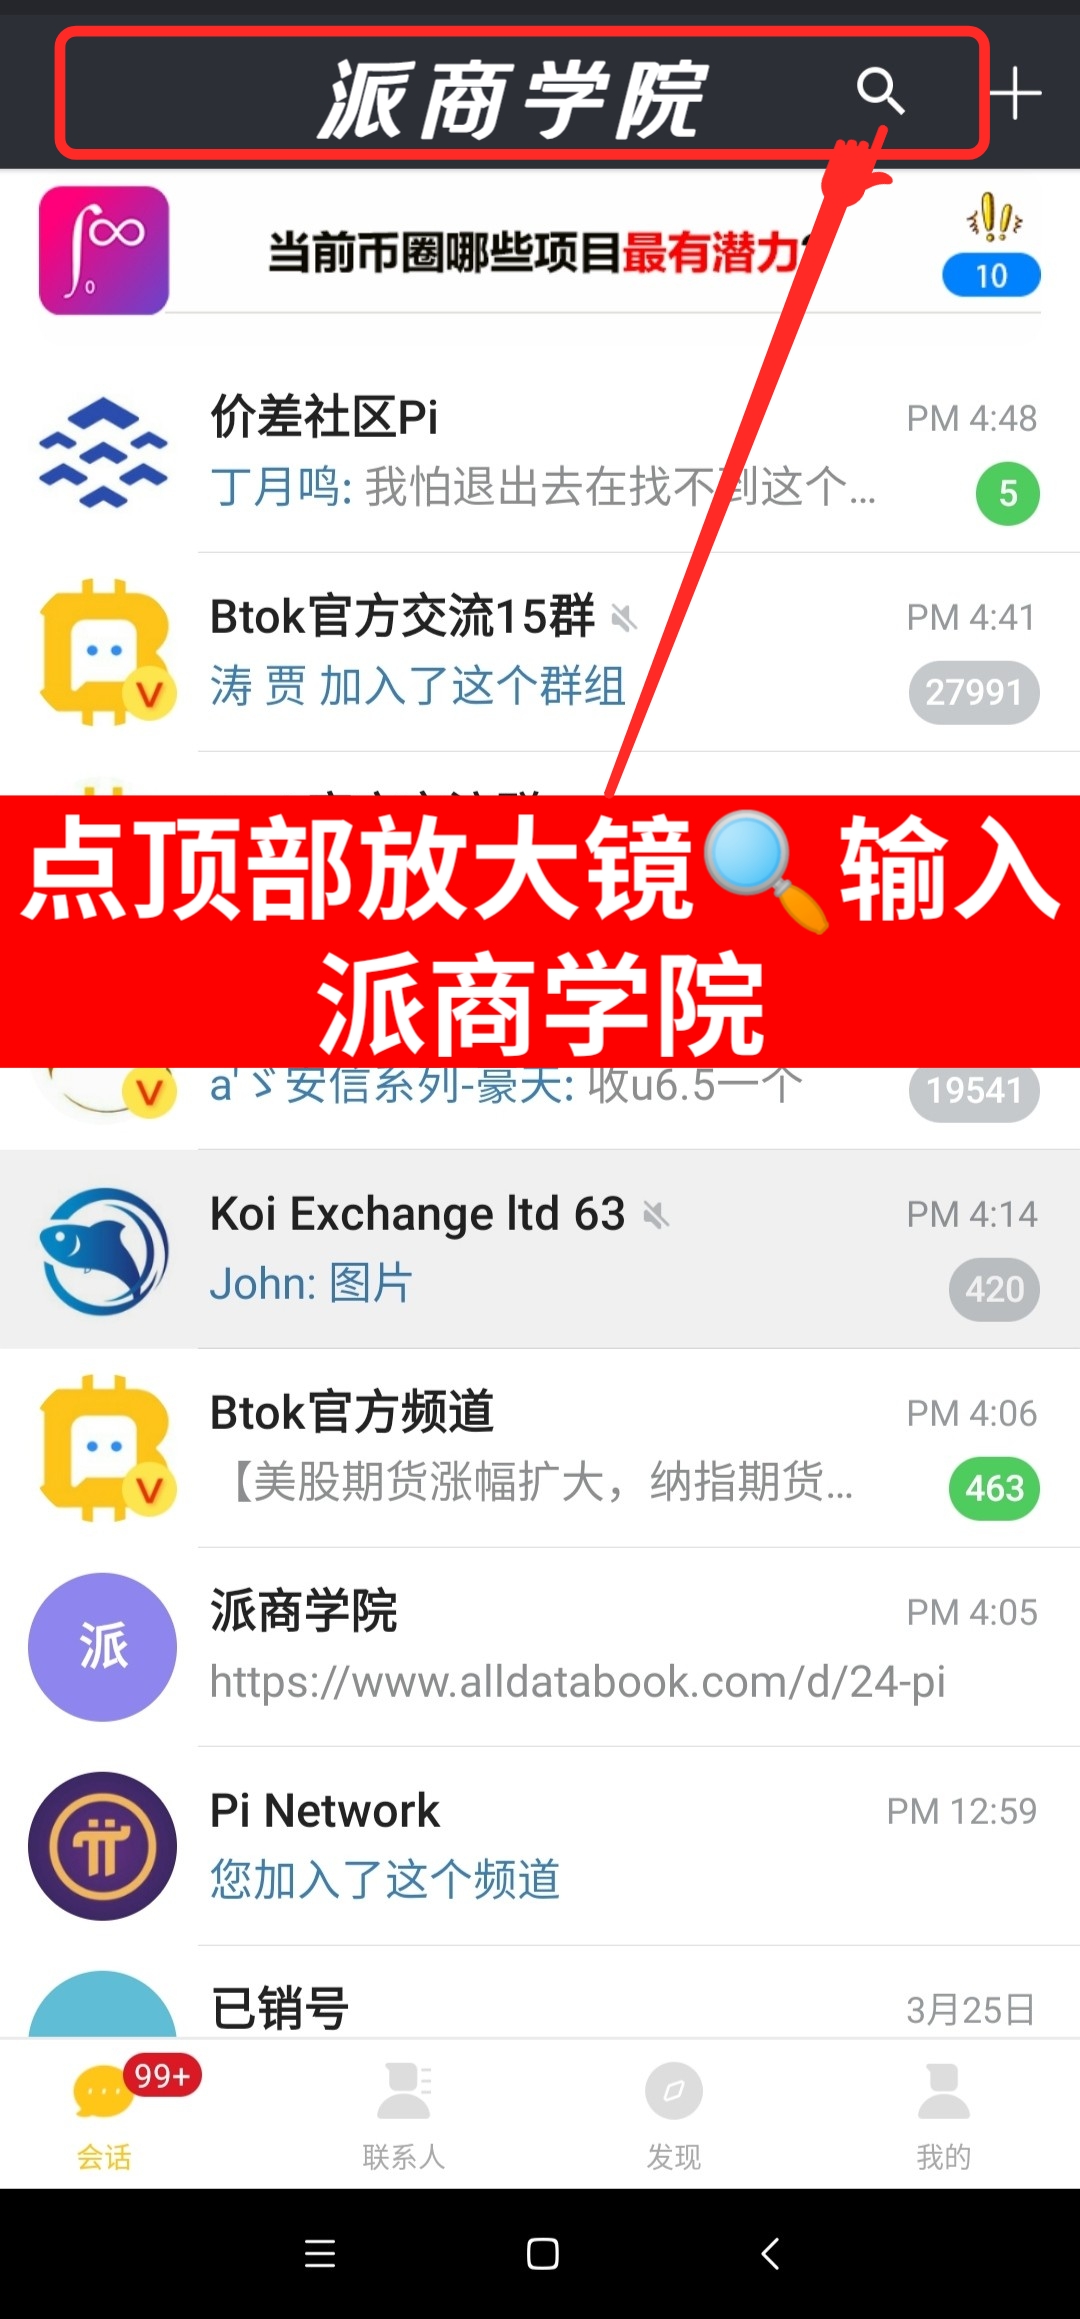 派商学院
当前币圈哪些项目最有潜力?
10
价差社区Pi
PM 4:48
丁月鸣: 我怕退出去在找不到这个...
5
Btok官方交流15群
PM 4:41
涛 贾 加入了这个群组
27991
点顶部放大镜🔍输入
派商学院
a'ゞ安信系列-豪天: 收u6.5一个
19541
Koi Exchange ltd 63
PM 4:14
John: 图片
420
Btok官方频道
PM 4:06
【美股期货涨幅扩大，纳指期货...
463
派
派商学院
PM 4:05
https://www.alldatabook.com/d/24-pi
Pi Network
PM 12:59
您加入了这个频道
已销号
3月25日
99+
会话
联系人
发现
我的